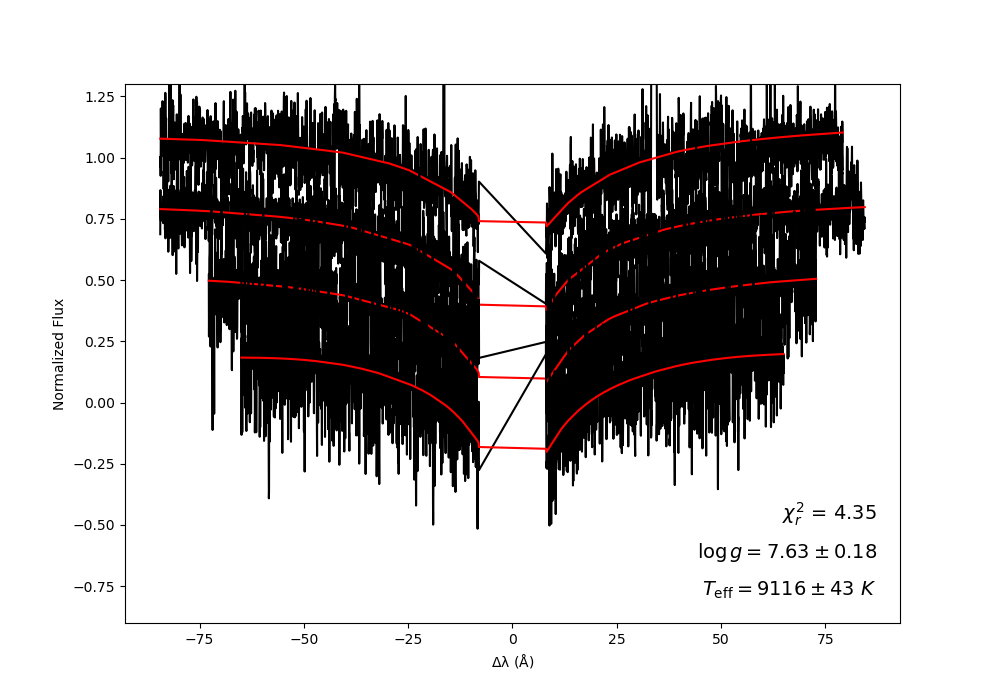 1.25
1.00
0.75
0.50
0.25
0.00
−0.25
−0.50
−0.75
Normalized Flux
χ²ᵣ = 4.35
log g = 7.63 ± 0.18
T_eff = 9116 ± 43 K
−75 −50 −25 0 25 50 75
Δλ (Å)